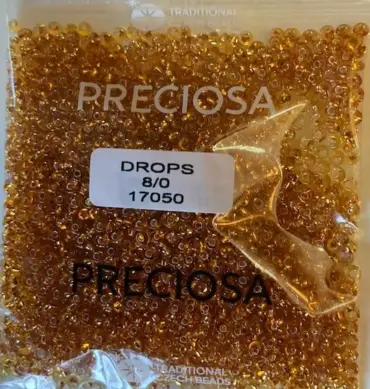 TRADITIONAL
PRECIOSA
DROPS
8/0
17050
PRECIOSA
TRADITIONAL
CZECH BEADS